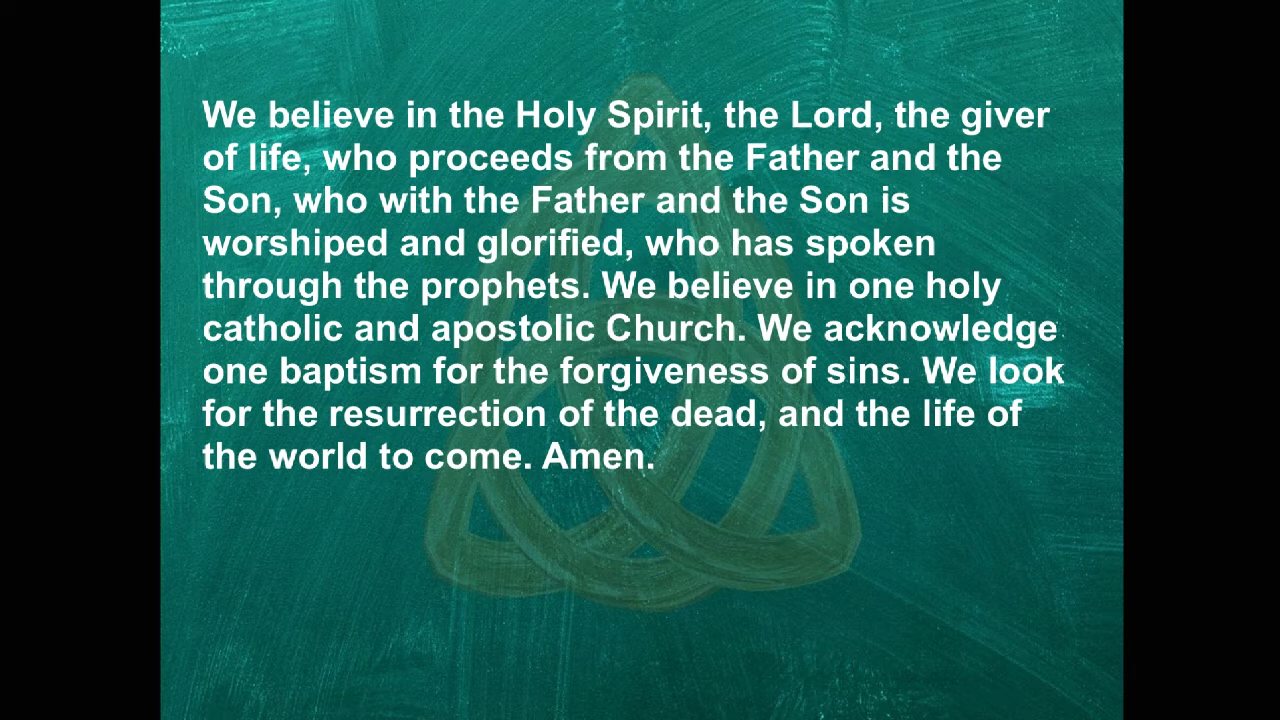 We believe in the Holy Spirit, the Lord, the giver
of life, who proceeds from the Father and the
Son, who with the Father and the Son is
worshiped and glorified, who has spoken
through the prophets. We believe in one holy
catholic and apostolic Church. We acknowledge
one baptism for the forgiveness of sins. We look
for the resurrection of the dead, and the life of
the world to come. Amen.